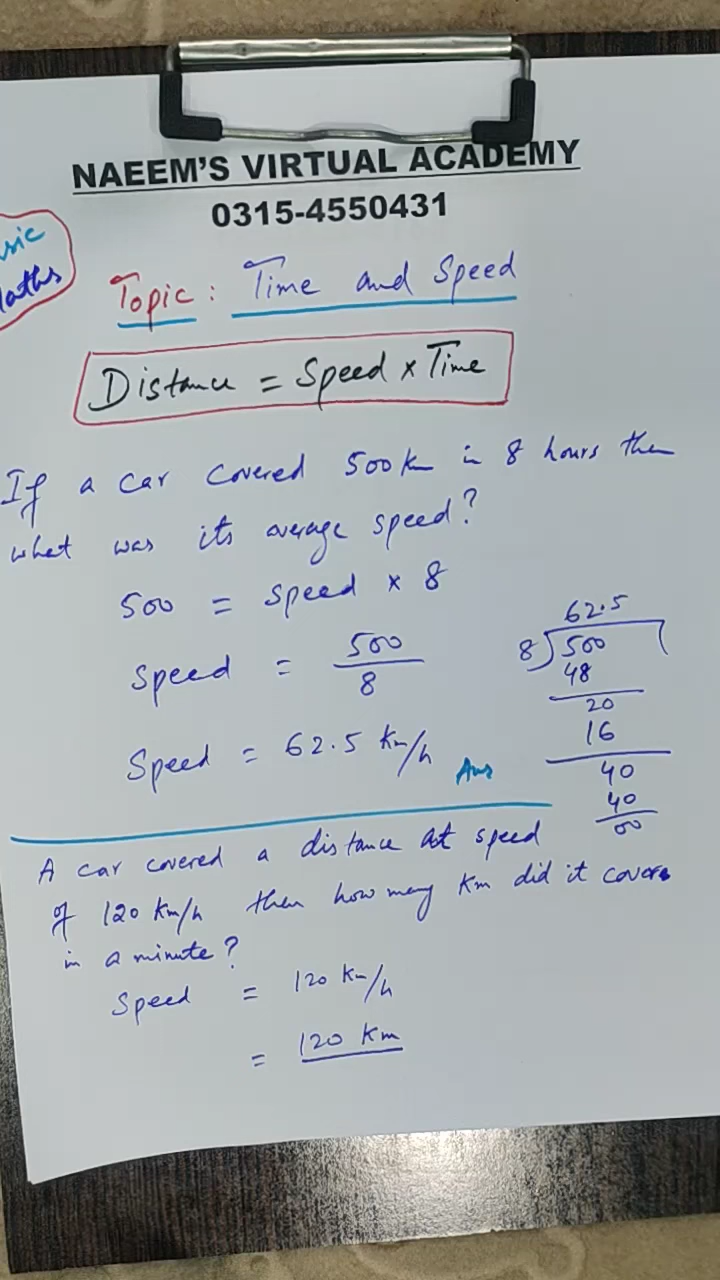 NAEEM'S VIRTUAL ACADEMY
0315-4550431
Topic: Time and Speed
Distance = Speed × Time
If a car covered 500 km in 8 hours then
what was its average speed?
500 = speed × 8
Speed = 500
8
Speed = 62.5 Km/h Ans
62.5
8 500
48
20
16
40
40
00
A car covered a distance at speed
of 120 Km/h then how many Km did it covers
in a minute?
Speed = 120 Km/h
= 120 Km